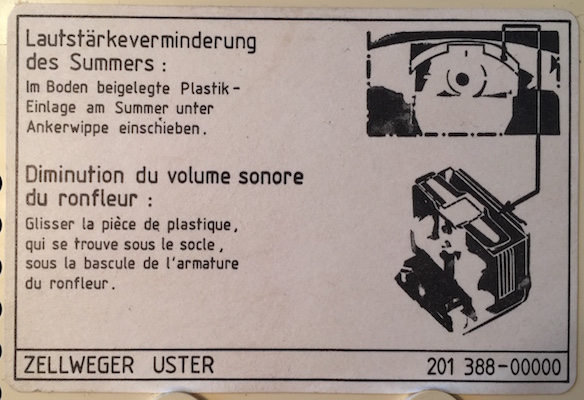 Lautstärkeverminderung
des Summers :
Im Boden beigelegte Plastik-
Einlage am Summer unter
Ankerwippe einschieben.
Diminution du volume sonore
du ronfleur :
Glisser la pièce de plastique,
qui se trouve sous le socle,
sous la bascule de l'armature
du ronfleur.
ZELLWEGER USTER 201 388-00000